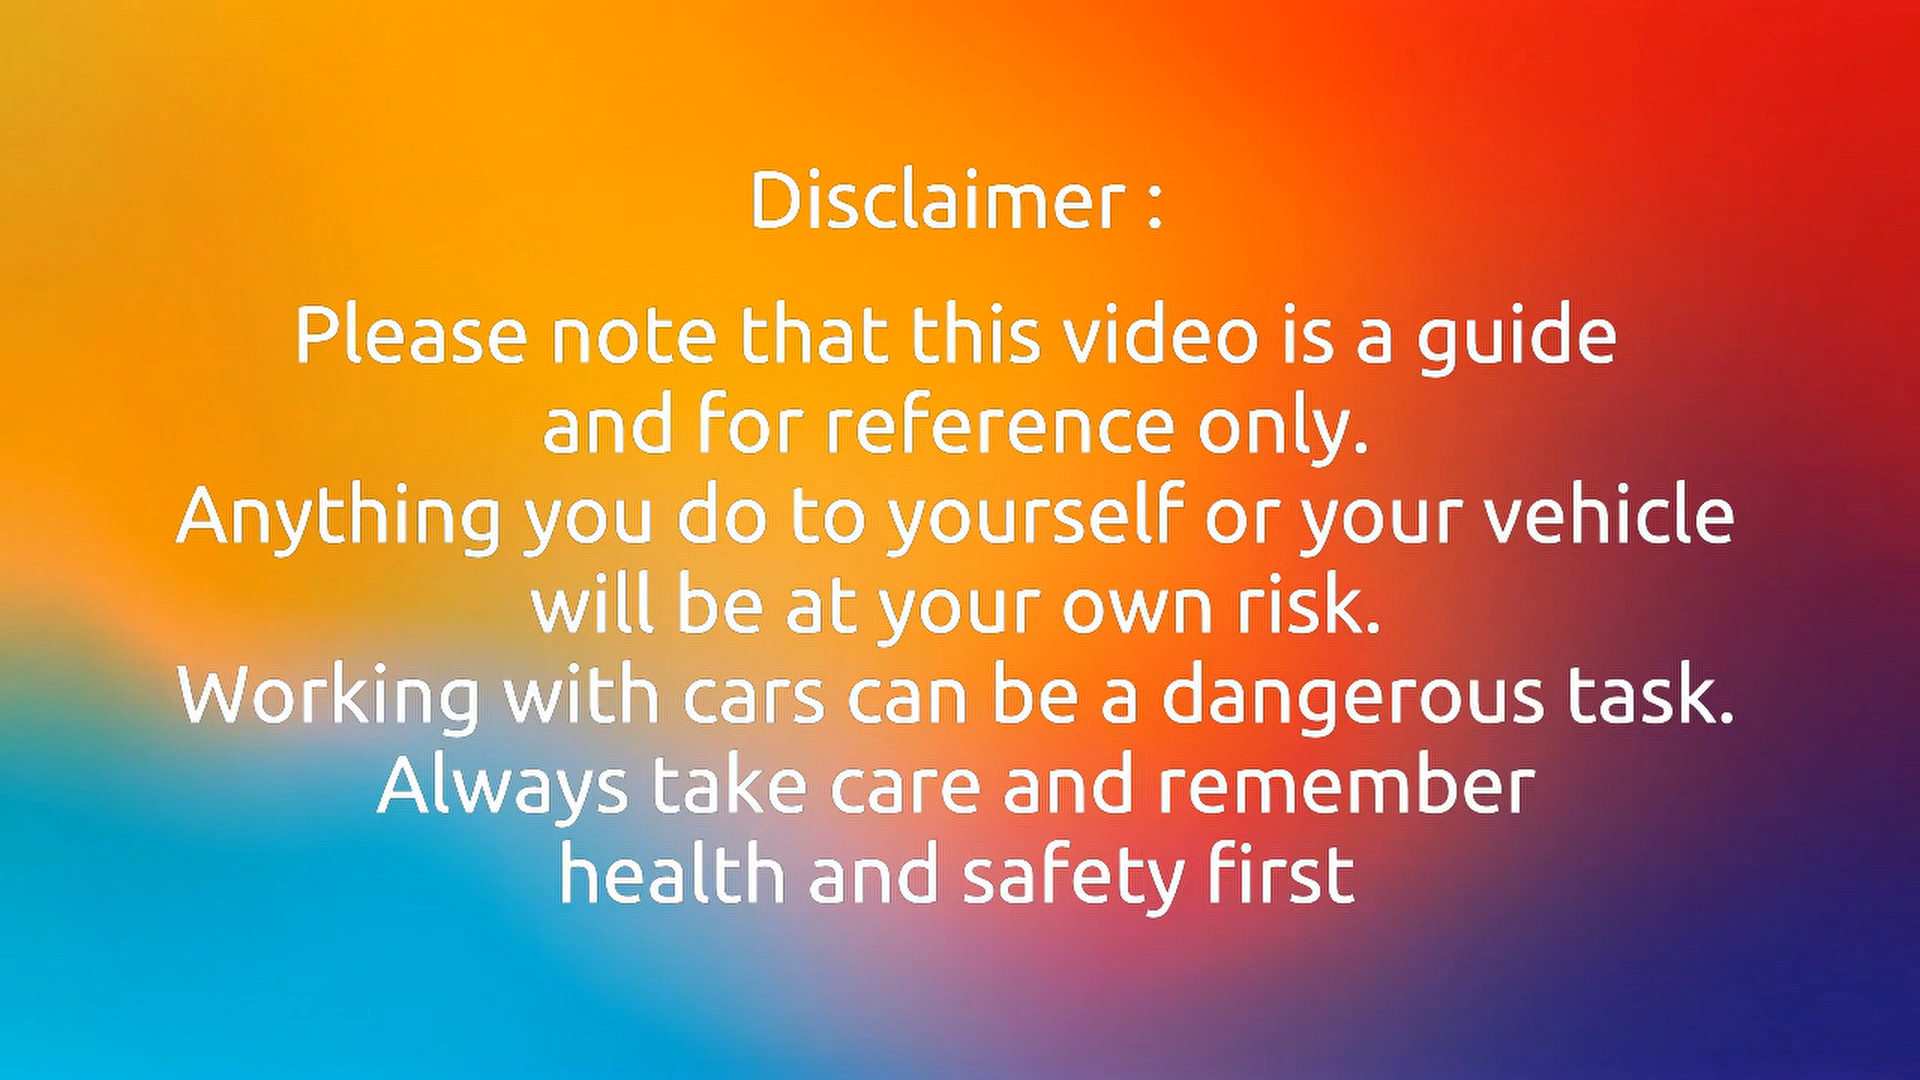 Disclaimer :
Please note that this video is a guide
and for reference only.
Anything you do to yourself or your vehicle
will be at your own risk.
Working with cars can be a dangerous task.
Always take care and remember
health and safety first